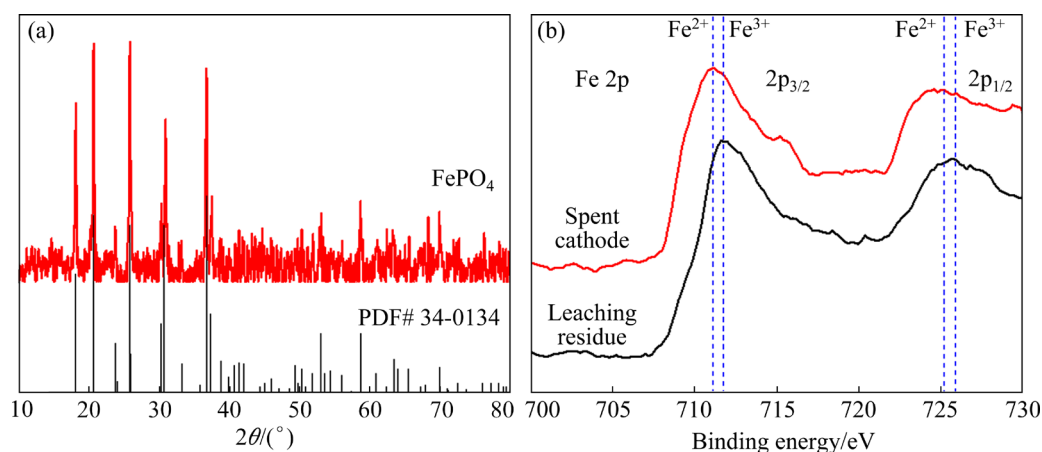 (a)
FePO₄
PDF# 34-0134
10 20 30 40 50 60 70 80
2θ/(°)
(b)
Fe²⁺ Fe³⁺ Fe²⁺ Fe³⁺
Fe 2p 2p₃/₂ 2p₁/₂
Spent
cathode
Leaching
residue
700 705 710 715 720 725 730
Binding energy/eV